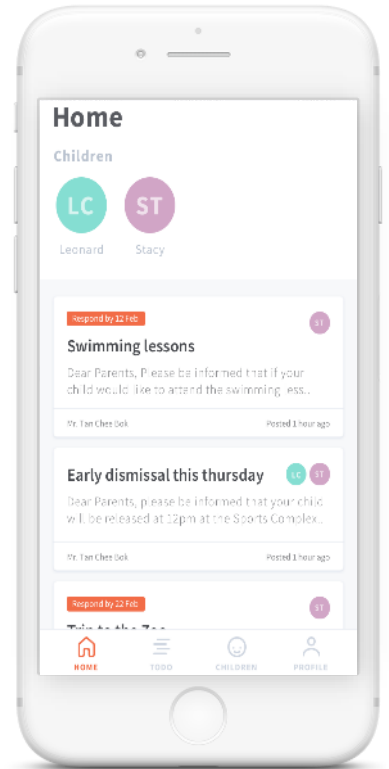 Home
Children
LC ST
Leonard Stacy
Respond by 12 Feb ST
Swimming lessons
Dear Parents, Please be informed that if your
child would like to attend the swimming less..
Mr. Tan Chee Bok Posted 1 hour ago
Early dismissal this thursday LC ST
Dear Parents, please be informed that your child
will be released at 12pm at the Sports Complex..
Mr. Tan Chee Bok Posted 1 hour ago
Respond by 22 Feb ST
Trip to the Zoo
HOME TODO CHILDREN PROFILE